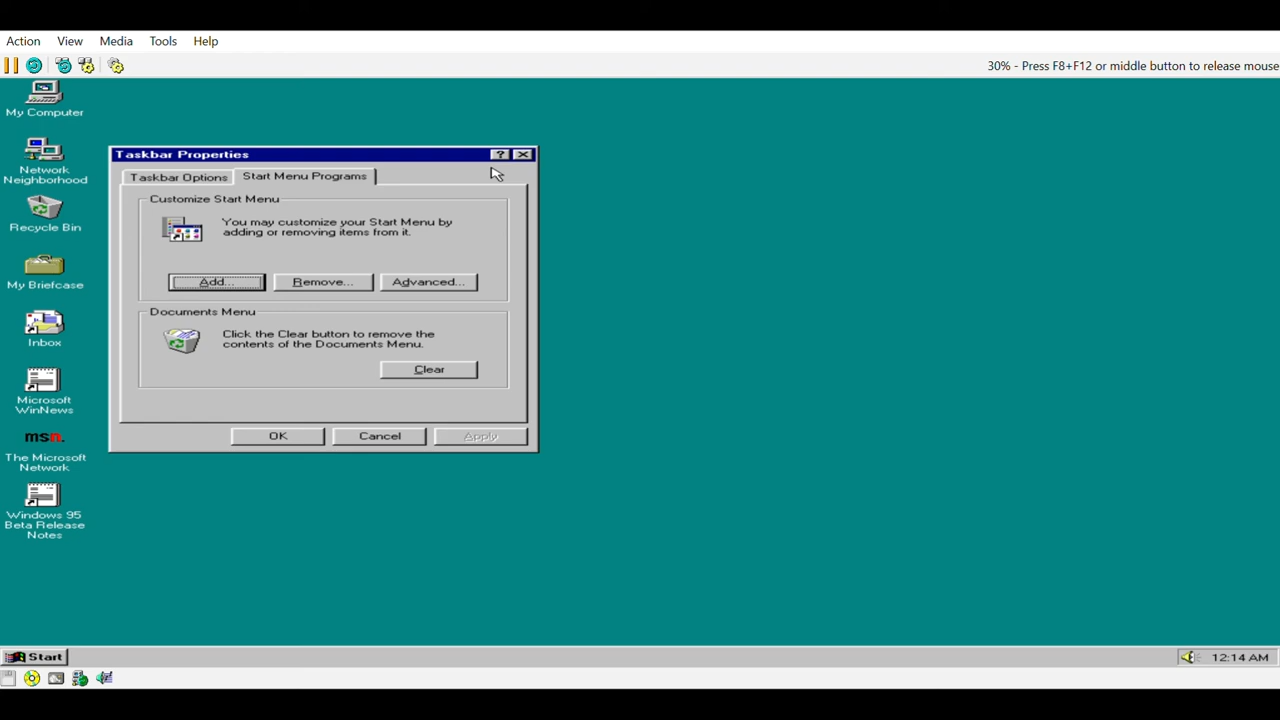 Action View Media Tools Help
30% - Press F8+F12 or middle button to release mouse
My Computer
Network
Neighborhood
Recycle Bin
My Briefcase
Inbox
Microsoft
WinNews
msn.
The Microsoft
Network
Windows 95
Beta Release
Notes
Taskbar Properties
Taskbar Options Start Menu Programs
Customize Start Menu
You may customize your Start Menu by
adding or removing items from it.
Add... Remove... Advanced...
Documents Menu
Click the Clear button to remove the
contents of the Documents Menu.
Clear
OK Cancel Apply
Start
12:14 AM